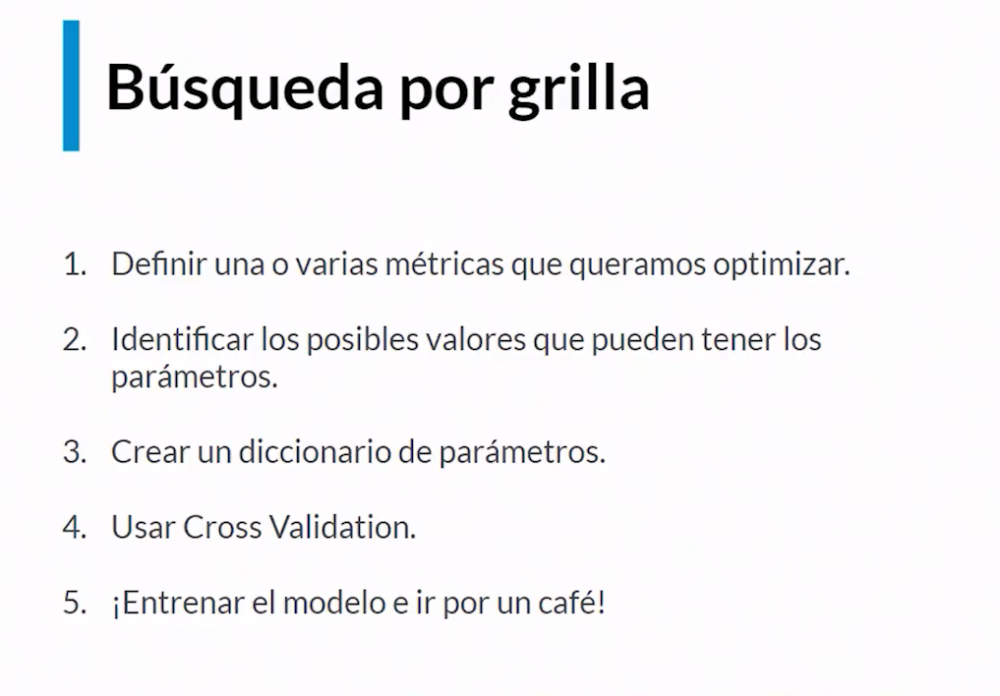 Búsqueda por grilla
1. Definir una o varias métricas que queramos optimizar.
2. Identificar los posibles valores que pueden tener los
parámetros.
3. Crear un diccionario de parámetros.
4. Usar Cross Validation.
5. ¡Entrenar el modelo e ir por un café!